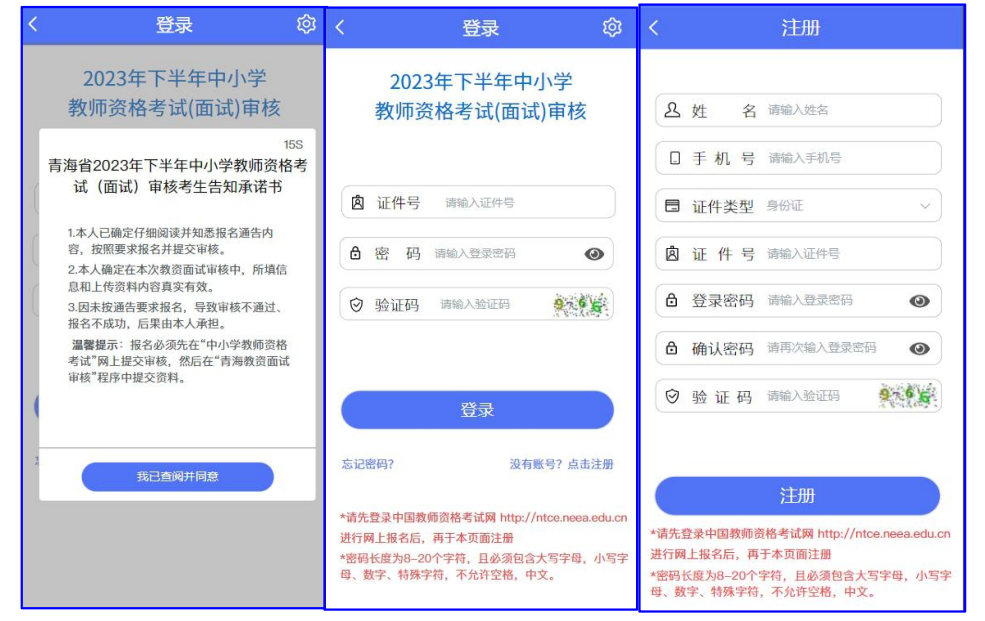 登录
2023年下半年中小学
教师资格考试(面试)审核
15S
青海省2023年下半年中小学教师资格考
试（面试）审核考生告知承诺书
1.本人已确定仔细阅读并知悉报名通告内
容，按照要求报名并提交审核。
2.本人确定在本次教资面试审核中，所填信
息和上传资料内容真实有效。
3.因未按通告要求报名，导致审核不通过、
报名不成功，后果由本人承担。
温馨提示：报名必须先在“中小学教师资格
考试”网上提交审核，然后在“青海教资面试
审核”程序中提交资料。
我已查阅并同意
登录
2023年下半年中小学
教师资格考试(面试)审核
证件号 请输入证件号
密 码 请输入登录密码
验证码 请输入验证码
登录
忘记密码？ 没有账号？点击注册
*请先登录中国教师资格考试网 http://ntce.neea.edu.cn
进行网上报名后，再于本页面注册
*密码长度为8-20个字符，且必须包含大写字母，小写字
母、数字、特殊字符，不允许空格，中文。
注册
姓 名 请输入姓名
手 机 号 请输入手机号
证件类型 身份证
证 件 号 请输入证件号
登录密码 请输入登录密码
确认密码 请再次输入登录密码
验 证 码 请输入验证码
注册
*请先登录中国教师资格考试网 http://ntce.neea.edu.cn
进行网上报名后，再于本页面注册
*密码长度为8-20个字符，且必须包含大写字母，小写字
母、数字、特殊字符，不允许空格，中文。